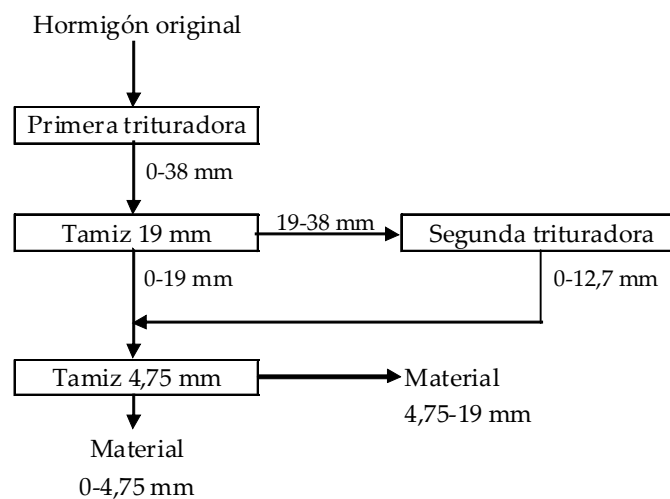 Hormigón original
Primera trituradora
0-38 mm
Tamiz 19 mm
19-38 mm
Segunda trituradora
0-19 mm
0-12,7 mm
Tamiz 4,75 mm
Material
4,75-19 mm
Material
0-4,75 mm